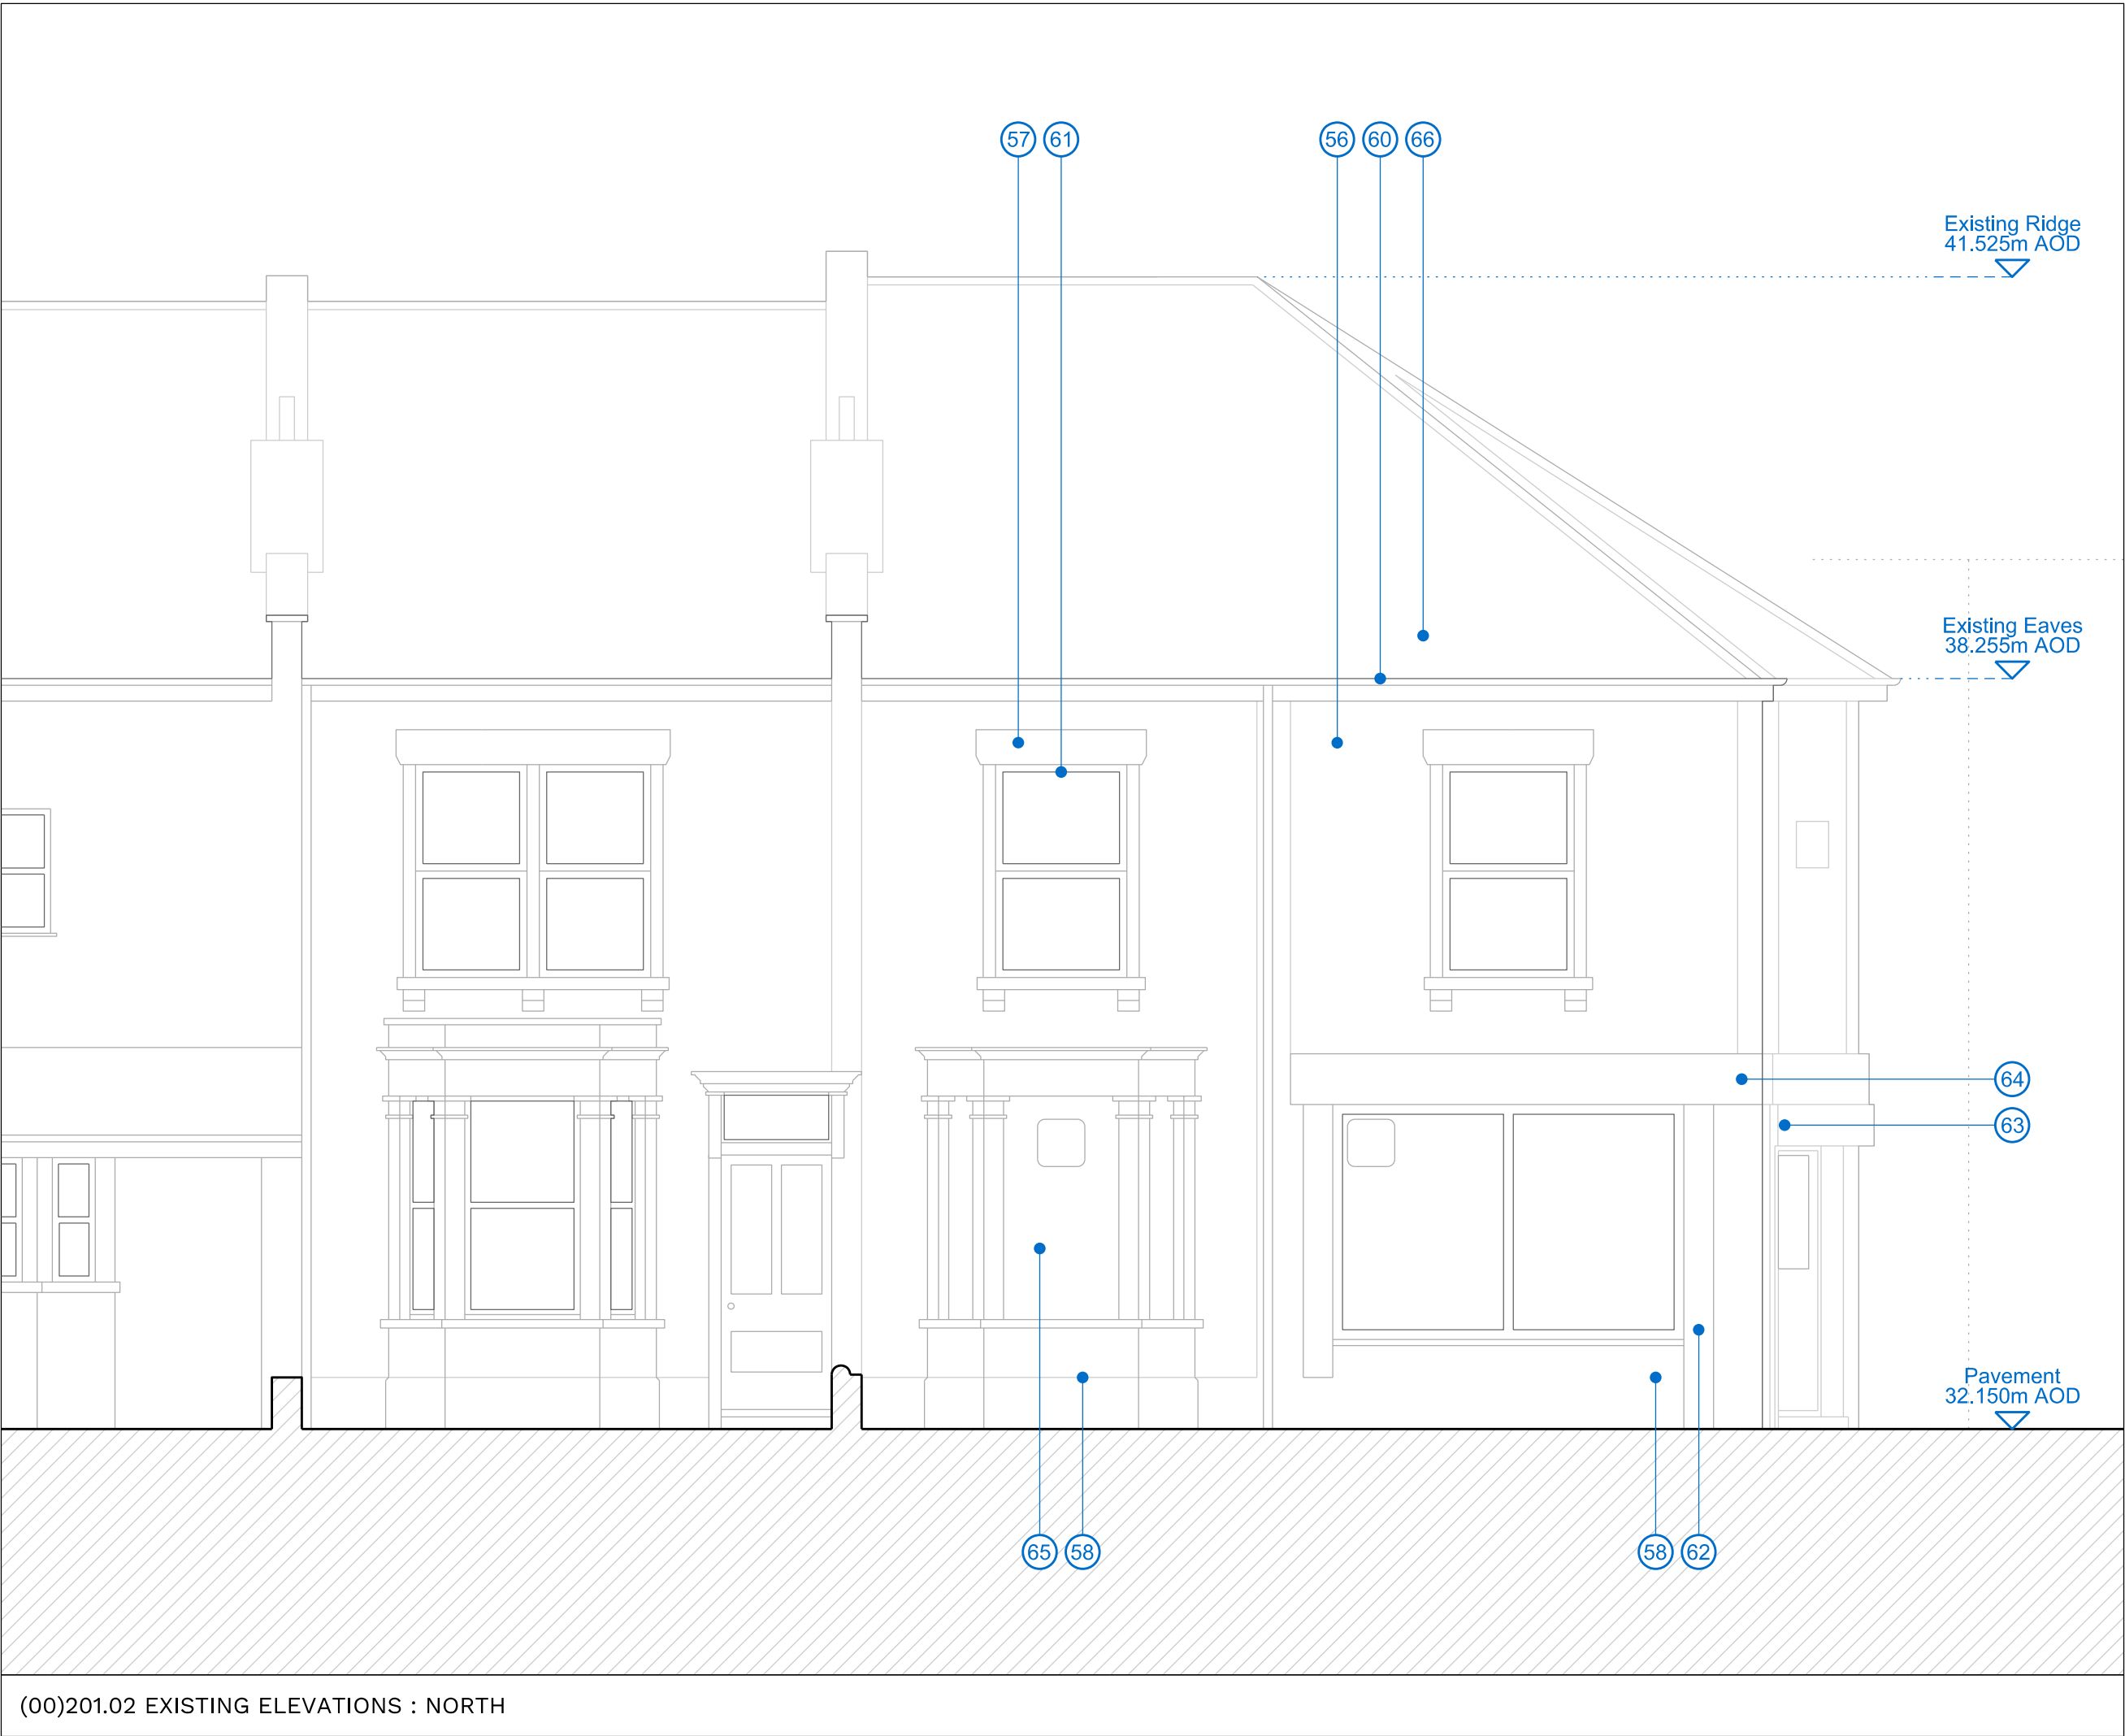 57 61 56 60 66
Existing Ridge
41.525m AOD
Existing Eaves
38.255m AOD
64
63
Pavement
32.150m AOD
65 58 58 62
(00)201.02 EXISTING ELEVATIONS : NORTH